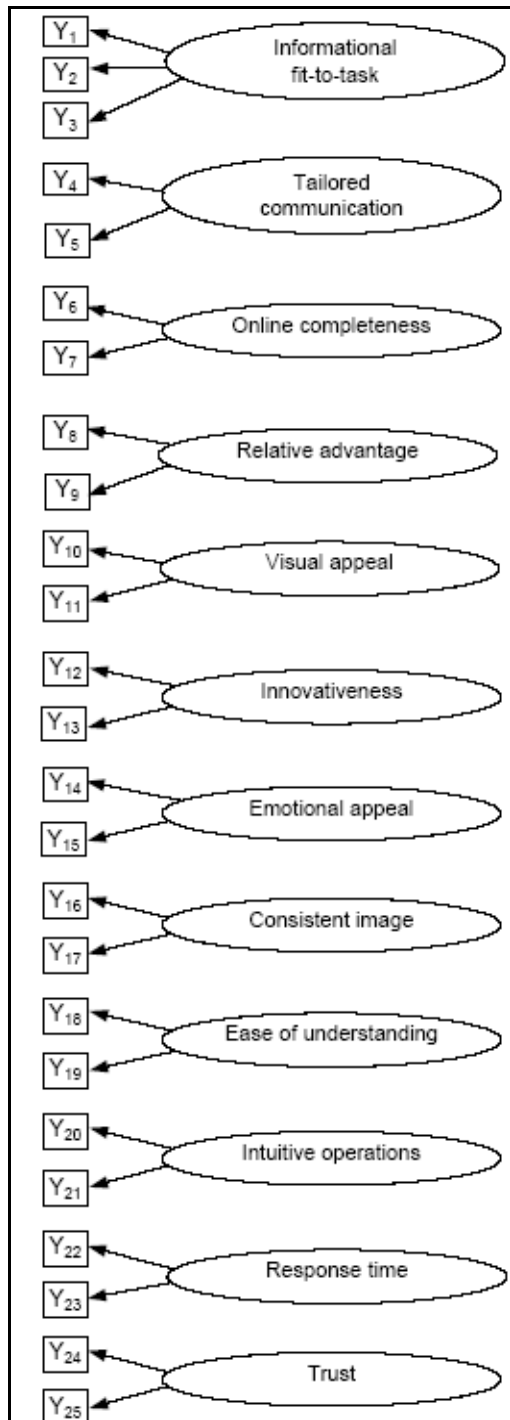 Y1
Informational
fit-to-task
Y2
Y3
Y4
Tailored
communication
Y5
Y6
Online completeness
Y7
Y8
Relative advantage
Y9
Y10
Visual appeal
Y11
Y12
Innovativeness
Y13
Y14
Emotional appeal
Y15
Y16
Consistent image
Y17
Y18
Ease of understanding
Y19
Y20
Intuitive operations
Y21
Y22
Response time
Y23
Y24
Trust
Y25